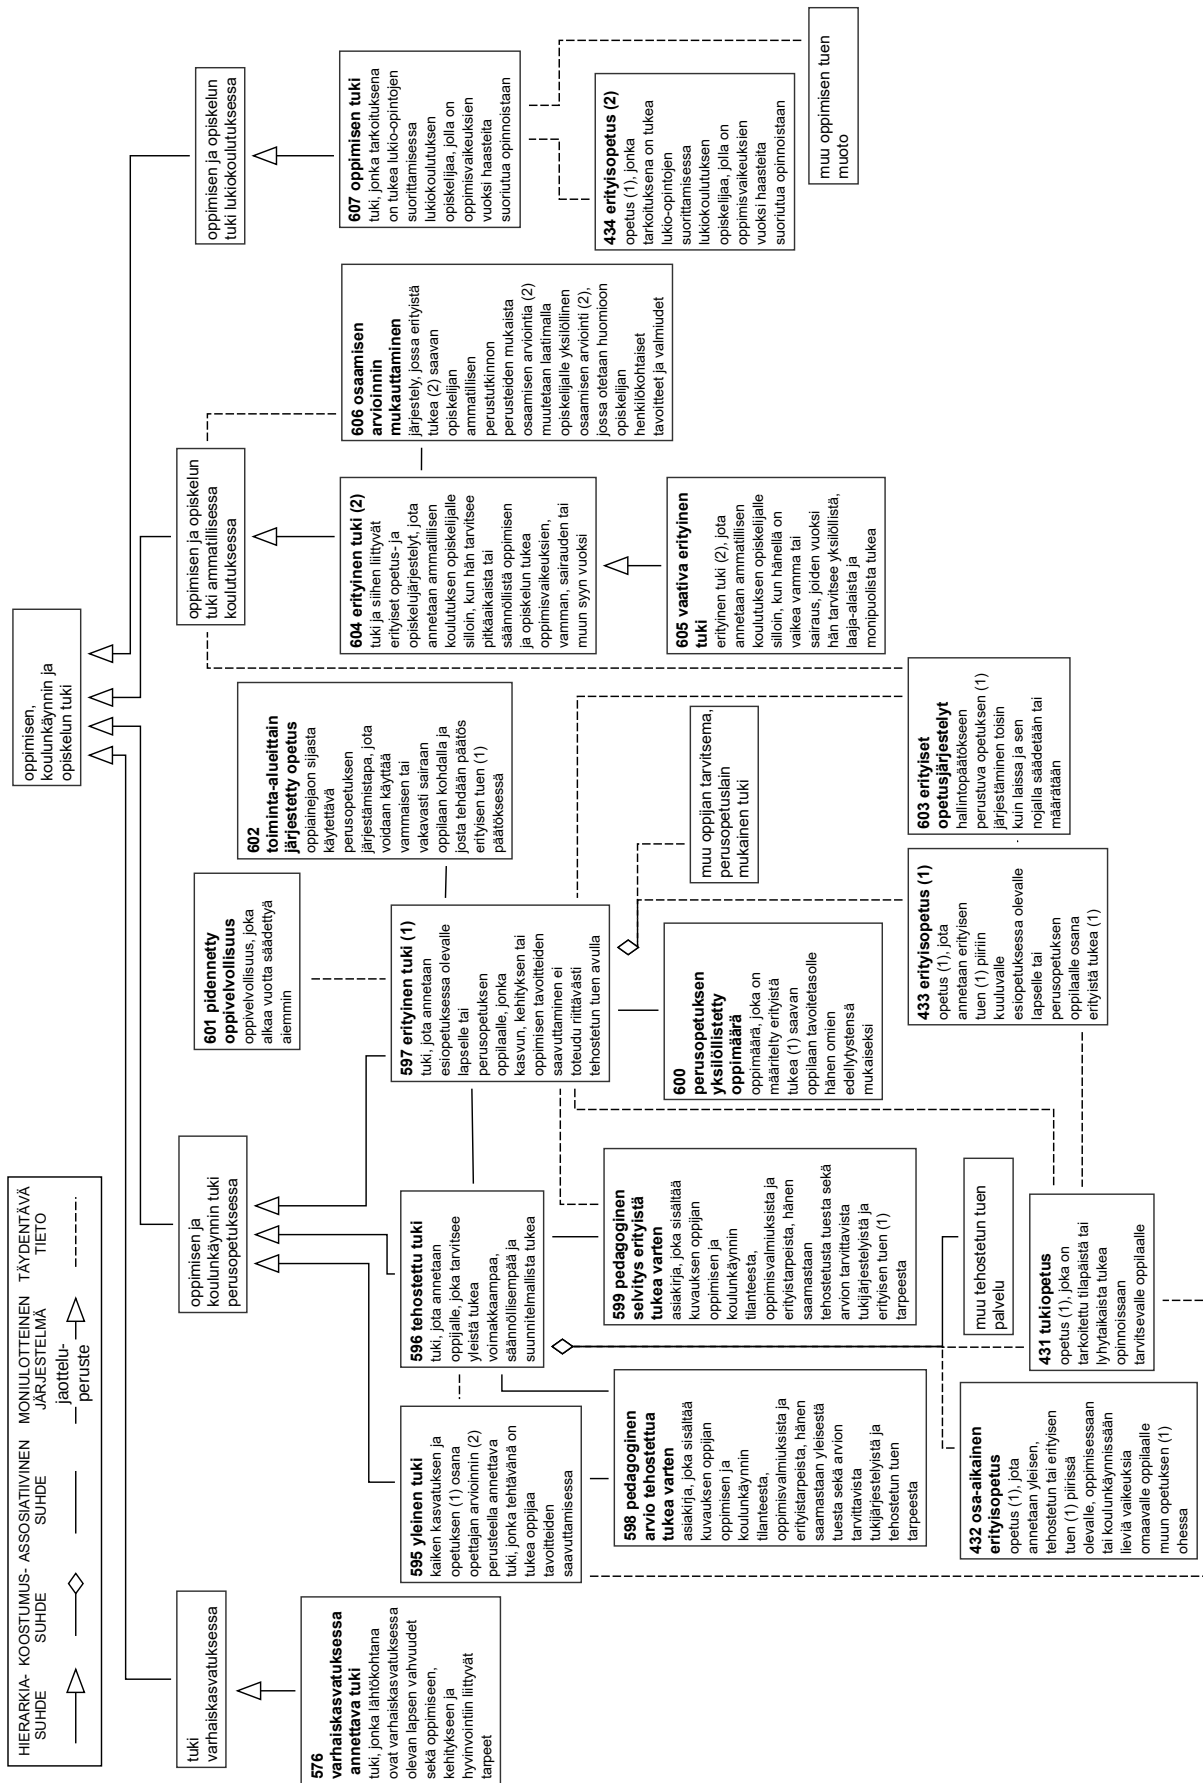 HIERARKIA-
SUHDE
KOOSTUMUS-
SUHDE
ASSOSIATIIVINEN
SUHDE
MONIULOTTEINEN
JÄRJESTELMÄ
TÄYDENTÄVÄ
TIETO
jaottelu-
peruste
oppimisen,
koulunkäynnin ja
opiskelun tuki
tuki
varhaiskasvatuksessa
oppimisen ja
koulunkäynnin tuki
perusopetuksessa
oppimisen ja opiskelun
tuki ammatillisessa
koulutuksessa
oppimisen ja opiskelun
tuki lukiokoulutuksessa
576
varhaiskasvatuksessa
annettava tuki
tuki, jonka lähtökohtana
ovat varhaiskasvatuksessa
olevan lapsen vahvuudet
sekä oppimiseen,
kehitykseen ja
hyvinvointiin liittyvät
tarpeet
595 yleinen tuki
kaiken kasvatuksen ja
opetuksen (1) osana
opettajan arvioinnin (2)
perusteella annettava
tuki, jonka tehtävänä on
tukea oppijaa
tavoitteiden
saavuttamisessa
596 tehostettu tuki
tuki, jota annetaan
oppijalle, joka tarvitsee
yleistä tukea
voimakkaampaa,
säännöllisempää ja
suunnitelmallista tukea
601 pidennetty
oppivelvollisuus
oppivelvollisuus, joka
alkaa vuotta säädettyä
aiemmin
597 erityinen tuki (1)
tuki, jota annetaan
esiopetuksessa olevalle
lapselle tai
perusopetuksen
oppilaalle, jonka
kasvun, kehityksen tai
oppimisen tavoitteiden
saavuttaminen ei
toteudu riittävästi
tehostetun tuen avulla
602
toiminta-alueittain
järjestetty opetus
oppiainejaon sijasta
käytettävä
perusopetuksen
järjestämistapa, jota
voidaan käyttää
vammaisen tai
vakavasti sairaan
oppilaan kohdalla ja
josta tehdään päätös
erityisen tuen (1)
päätöksessä
604 erityinen tuki (2)
tuki ja siihen liittyvät
erityiset opetus- ja
opiskelujärjestelyt, jota
annetaan ammatillisen
koulutuksen opiskelijalle
silloin, kun hän tarvitsee
pitkäaikaista tai
säännöllistä oppimisen
ja opiskelun tukea
oppimisvaikeuksien,
vamman, sairauden tai
muun syyn vuoksi
606 osaamisen
arvioinnin
mukauttaminen
järjestely, jossa erityistä
tukea (2) saavan
opiskelijan
ammatillisen
perustutkinnon
perusteiden mukaista
osaamisen arviointia (2)
muutetaan laatimalla
opiskelijalle yksilöllinen
osaamisen arviointi (2),
jossa otetaan huomioon
opiskelijan
henkilökohtaiset
tavoitteet ja valmiudet
607 oppimisen tuki
tuki, jonka tarkoituksena
on tukea lukio-opintojen
suorittamisessa
lukiokoulutuksen
opiskelijaa, jolla on
oppimisvaikeuksien
vuoksi haasteita
suoriutua opinnoistaan
598 pedagoginen
arvio tehostettua
tukea varten
asiakirja, joka sisältää
kuvauksen oppijan
oppimisen ja
koulunkäynnin
tilanteesta,
oppimisvalmiuksista ja
erityistarpeista, hänen
saamastaan yleisestä
tuesta sekä arvion
tarvittavista
tukijärjestelyistä ja
tehostetun tuen
tarpeesta
599 pedagoginen
selvitys erityistä
tukea varten
asiakirja, joka sisältää
kuvauksen oppijan
oppimisen ja
koulunkäynnin
tilanteesta,
oppimisvalmiuksista ja
erityistarpeista, hänen
saamastaan
tehostetusta tuesta sekä
arvion tarvittavista
tukijärjestelyistä ja
erityisen tuen (1)
tarpeesta
600
perusopetuksen
yksilöllistetty
oppimäärä
oppimäärä, joka on
määritelty erityistä
tukea (1) saavan
oppilaan tavoitetasolle
hänen omien
edellytystensä
mukaiseksi
muu oppijan tarvitsema,
perusopetuslain
mukainen tuki
605 vaativa erityinen
tuki
erityinen tuki (2), jota
annetaan ammatillisen
koulutuksen opiskelijalle
silloin, kun hänellä on
vaikea vamma tai
sairaus, joiden vuoksi
hän tarvitsee yksilöllistä,
laaja-alaista ja
monipuolista tukea
434 erityisopetus (2)
opetus (1), jonka
tarkoituksena on tukea
lukio-opintojen
suorittamisessa
lukiokoulutuksen
opiskelijaa, jolla on
oppimisvaikeuksien
vuoksi haasteita
suoriutua opinnoistaan
muu oppimisen tuen
muoto
432 osa-aikainen
erityisopetus
opetus (1), jota
annetaan yleisen,
tehostetun tai erityisen
tuen (1) piirissä
olevalle, oppimisessaan
tai koulunkäynnissään
lieviä vaikeuksia
omaavalle oppilaalle
muun opetuksen (1)
ohessa
muu tehostetun tuen
palvelu
431 tukiopetus
opetus (1), joka on
tarkoitettu tilapäistä tai
lyhytaikaista tukea
opinnoissaan
tarvitsevalle oppilaalle
433 erityisopetus (1)
opetus (1), jota
annetaan erityisen
tuen (1) piiriin
kuuluvalle
esiopetuksessa olevalle
lapselle tai
perusopetuksen
oppilaalle osana
erityistä tukea (1)
603 erityiset
opetusjärjestelyt
hallintopäätökseen
perustuva opetuksen (1)
järjestäminen toisin
kuin laissa ja sen
nojalla säädetään tai
määrätään